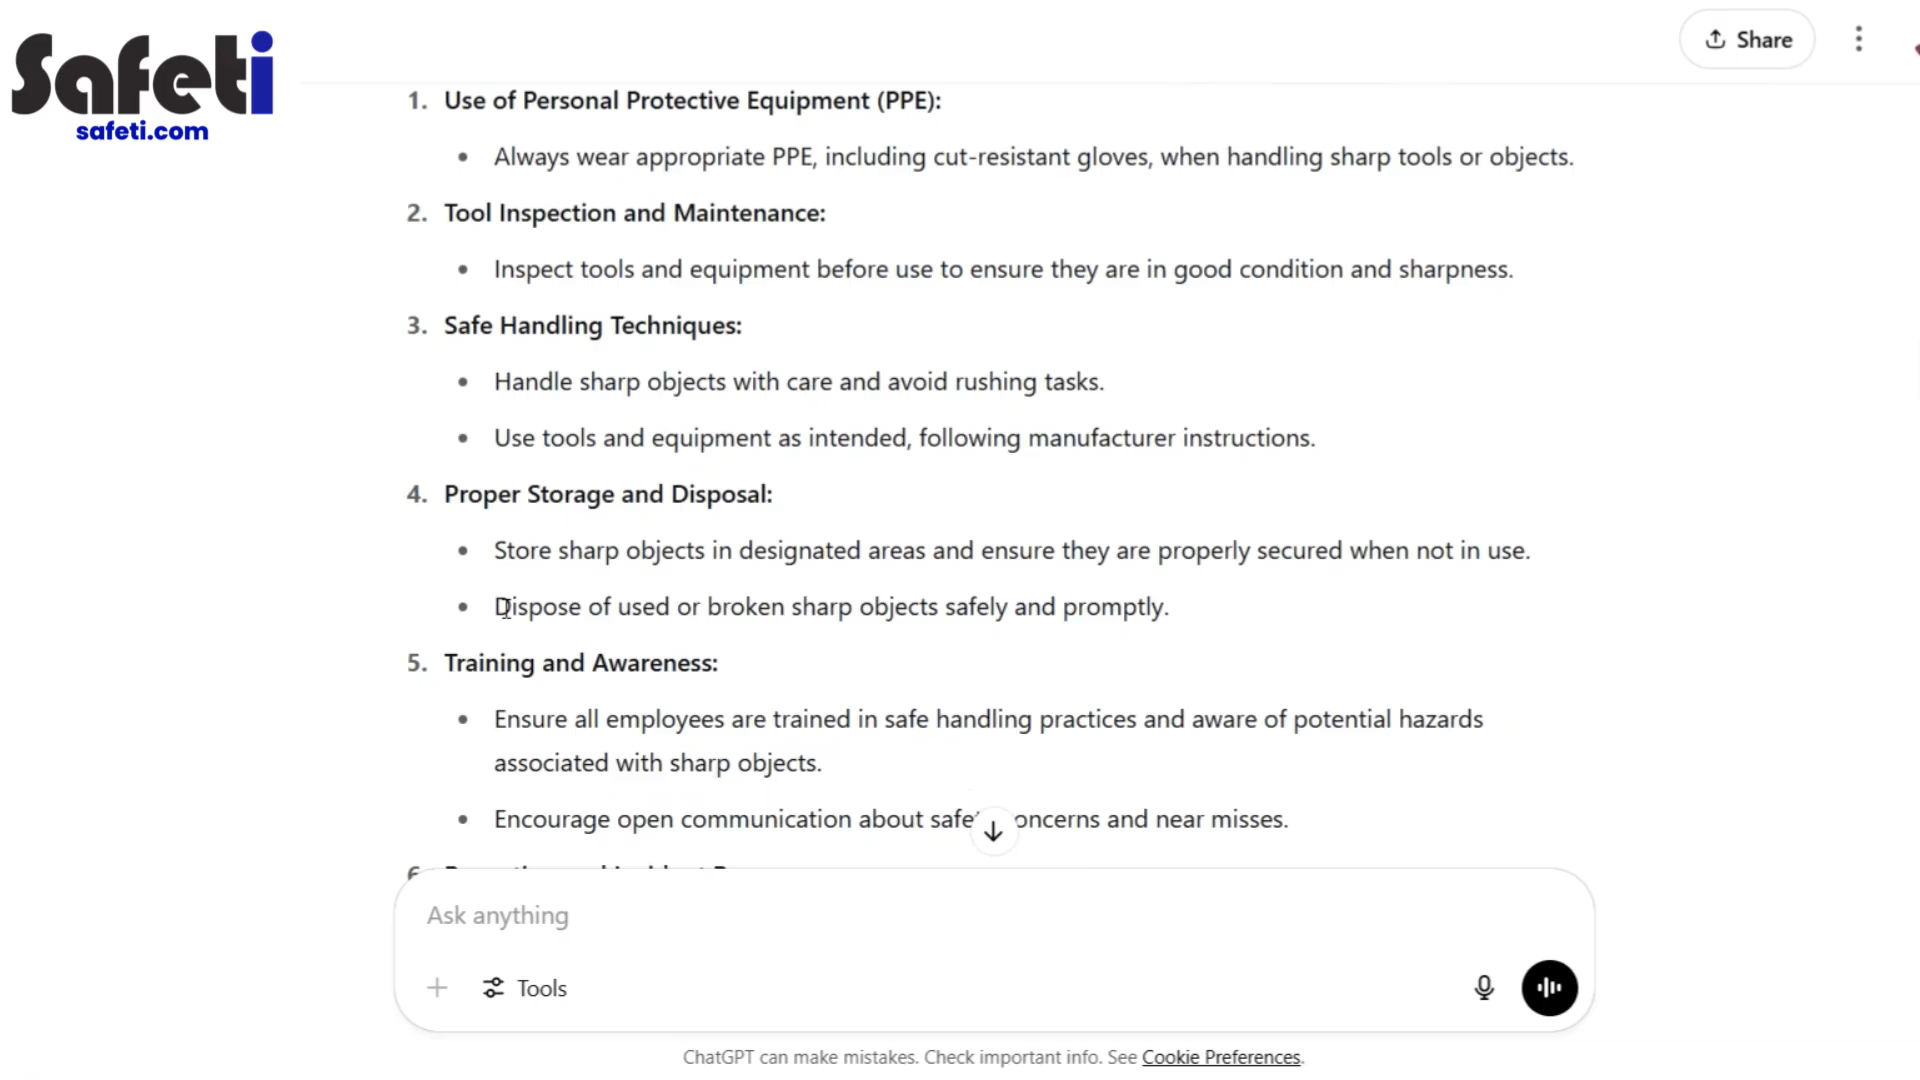 Safeti
safeti.com
Share
1. Use of Personal Protective Equipment (PPE):
• Always wear appropriate PPE, including cut-resistant gloves, when handling sharp tools or objects.
2. Tool Inspection and Maintenance:
• Inspect tools and equipment before use to ensure they are in good condition and sharpness.
3. Safe Handling Techniques:
• Handle sharp objects with care and avoid rushing tasks.
• Use tools and equipment as intended, following manufacturer instructions.
4. Proper Storage and Disposal:
• Store sharp objects in designated areas and ensure they are properly secured when not in use.
• Dispose of used or broken sharp objects safely and promptly.
5. Training and Awareness:
• Ensure all employees are trained in safe handling practices and aware of potential hazards
associated with sharp objects.
• Encourage open communication about safety concerns and near misses.
Ask anything
Tools
ChatGPT can make mistakes. Check important info. See Cookie Preferences.